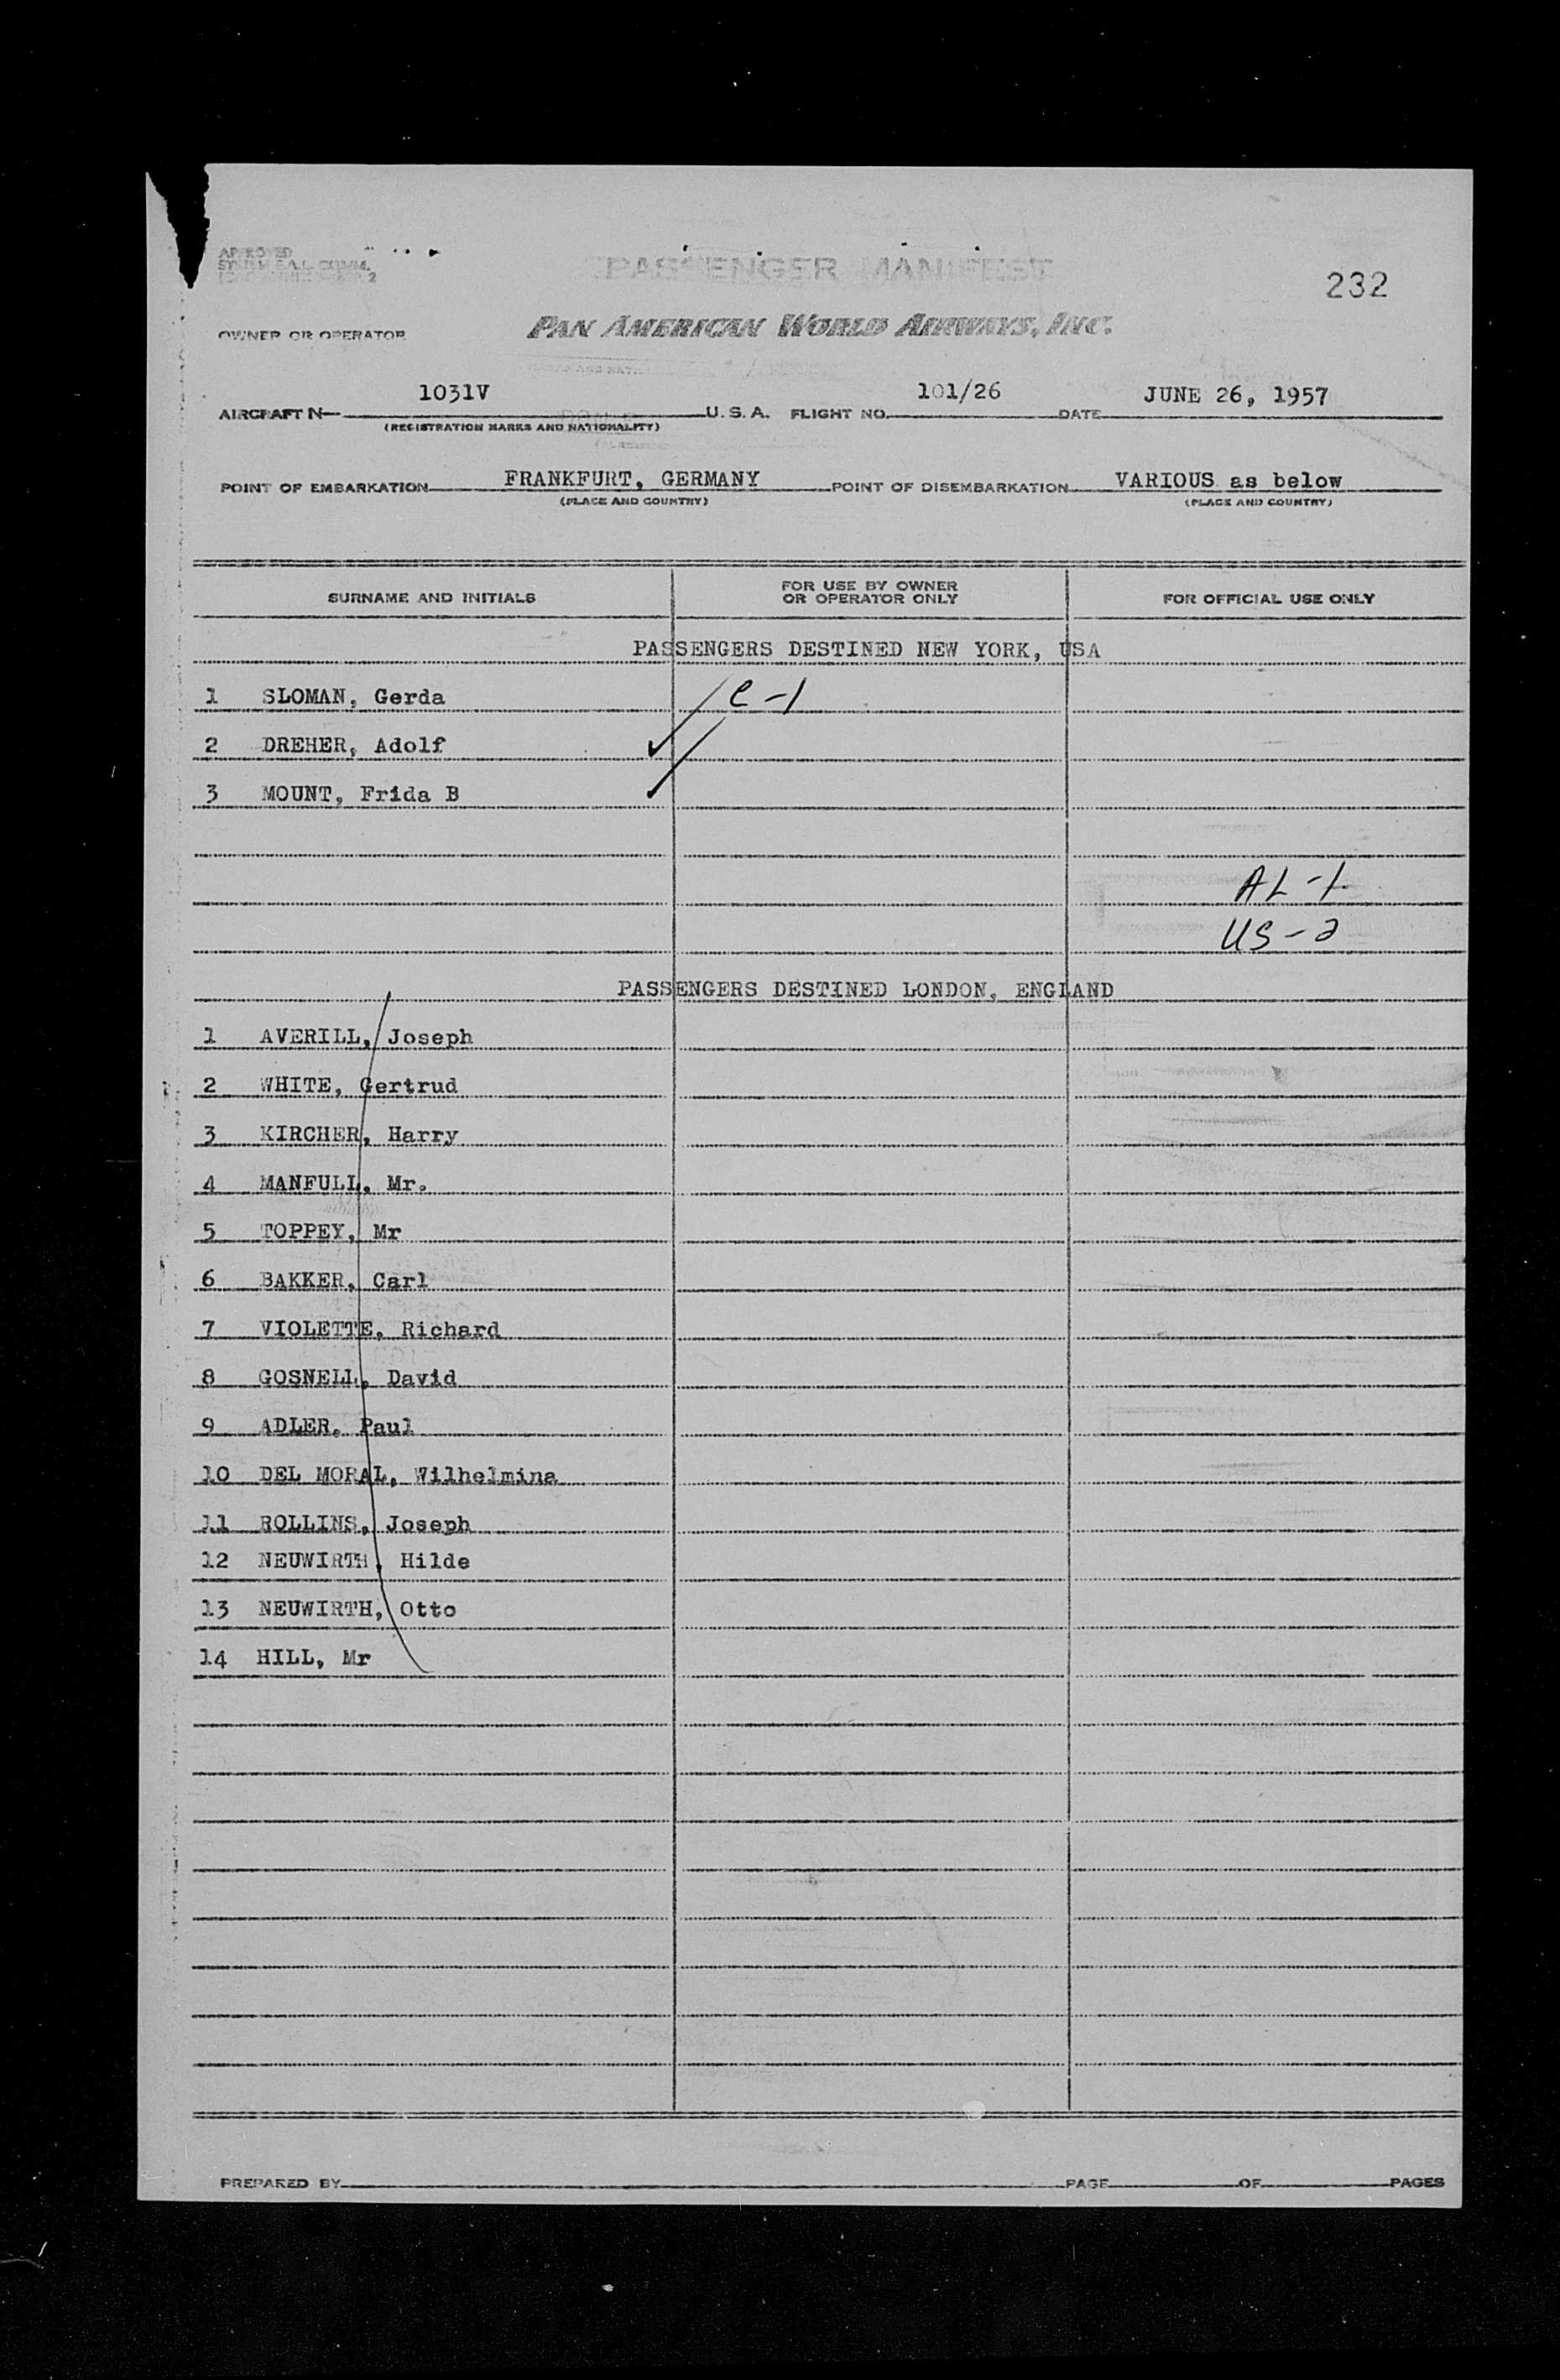 APPROVED
PASSENGER MANIFEST
232
OWNER OR OPERATOR
PAN AMERICAN WORLD AIRWAYS, INC.
1031V 101/26 JUNE 26, 1957
AIRCRAFT N— U.S.A. FLIGHT NO. DATE
(REGISTRATION MARKS AND NATIONALITY)
FRANKFURT, GERMANY VARIOUS as below
POINT OF EMBARKATION POINT OF DISEMBARKATION
(PLACE AND COUNTRY) (PLACE AND COUNTRY)
SURNAME AND INITIALS
FOR USE BY OWNER
OR OPERATOR ONLY
FOR OFFICIAL USE ONLY
PASSENGERS DESTINED NEW YORK, USA
1 SLOMAN, Gerda C-1
2 DREHER, Adolf
3 MOUNT, Frida B
AL-1
US-2
PASSENGERS DESTINED LONDON, ENGLAND
1 AVERILL, Joseph
2 WHITE, Gertrud
3 KIRCHER, Harry
4 MANFULL, Mr.
5 TOPPEY, Mr
6 BAKKER, Carl
7 VIOLETTE, Richard
8 GOSNELL, David
9 ADLER, Paul
10 DEL MORAL, Wilhelmina
11 ROLLINS, Joseph
12 NEUWIRTH, Hilde
13 NEUWIRTH, Otto
14 HILL, Mr
PREPARED BY PAGE OF PAGES